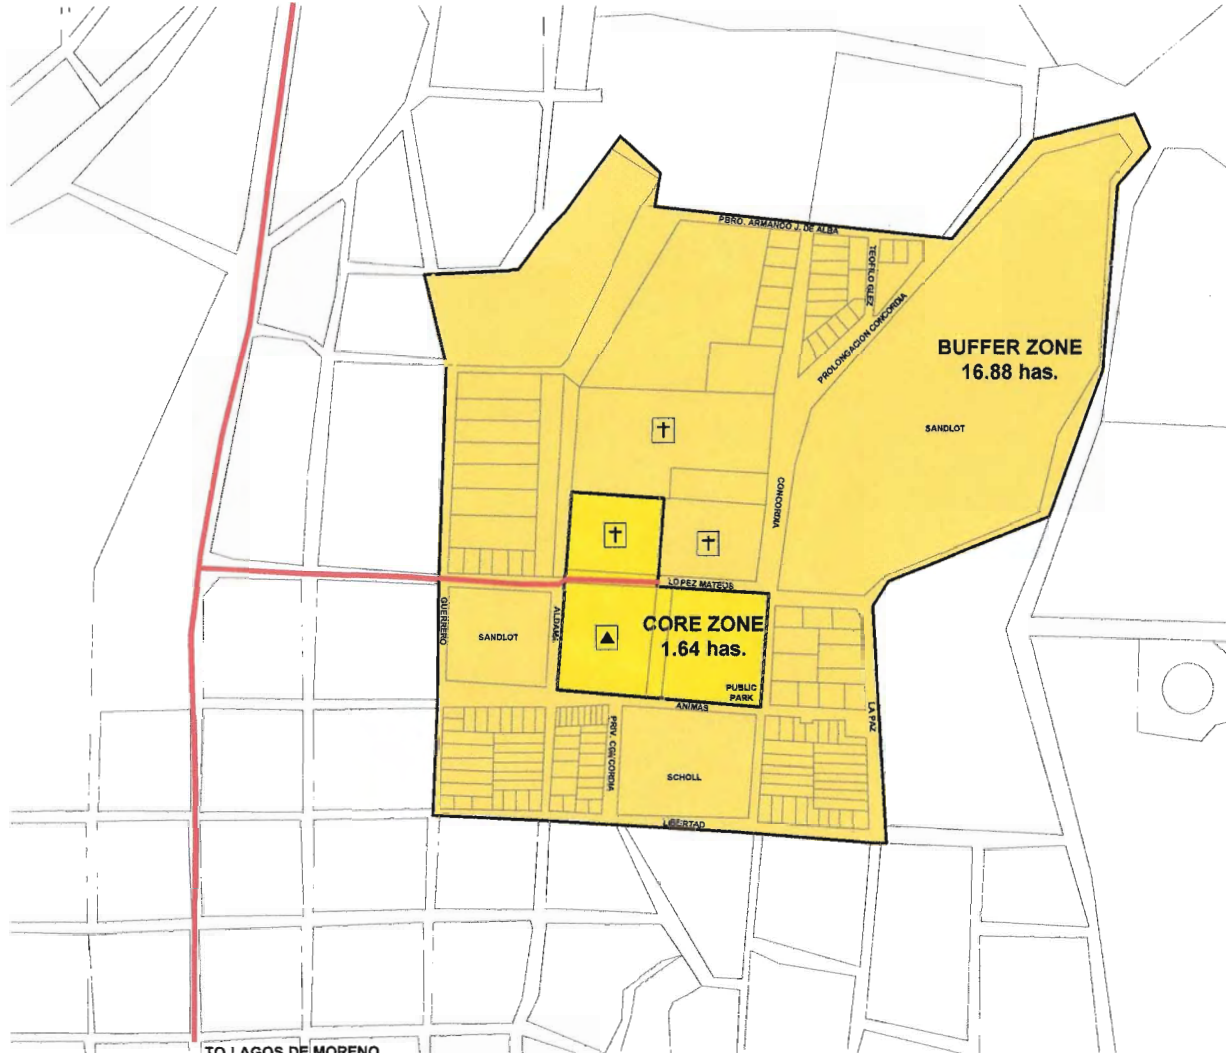 PBRO. ARMANDO J. DE ALBA
TEOFILO GLEZ
PROLONGACION CONCORDIA
BUFFER ZONE
16.88 has.
SANDLOT
CONCORDIA
LOPEZ MATEOS
GUERRERO
SANDLOT
ALDAMA
CORE ZONE
1.64 has.
PUBLIC
PARK
ANIMAS
LA PAZ
PRIV. CONCORDIA
SCHOLL
LIBERTAD
TO LAGOS DE MORENO